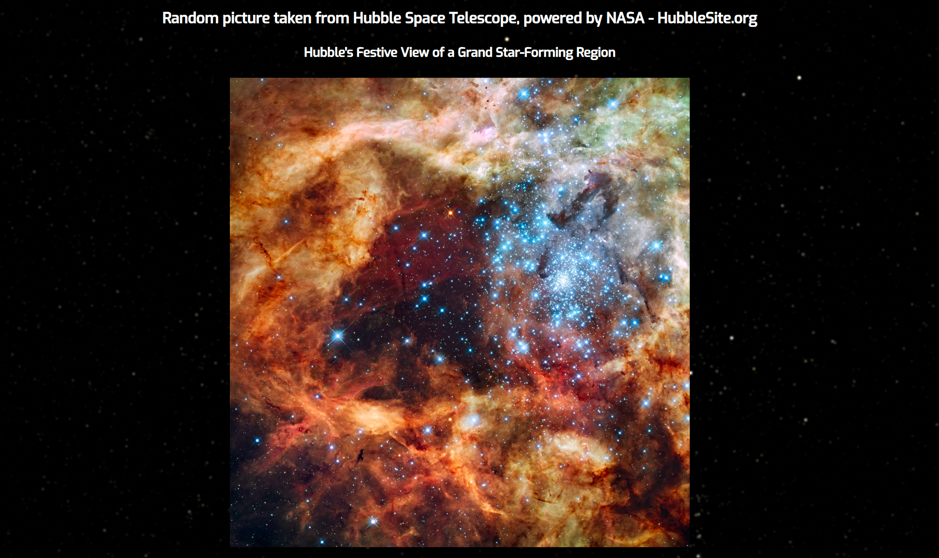 Random picture taken from Hubble Space Telescope, powered by NASA - HubbleSite.org
Hubble's Festive View of a Grand Star-Forming Region